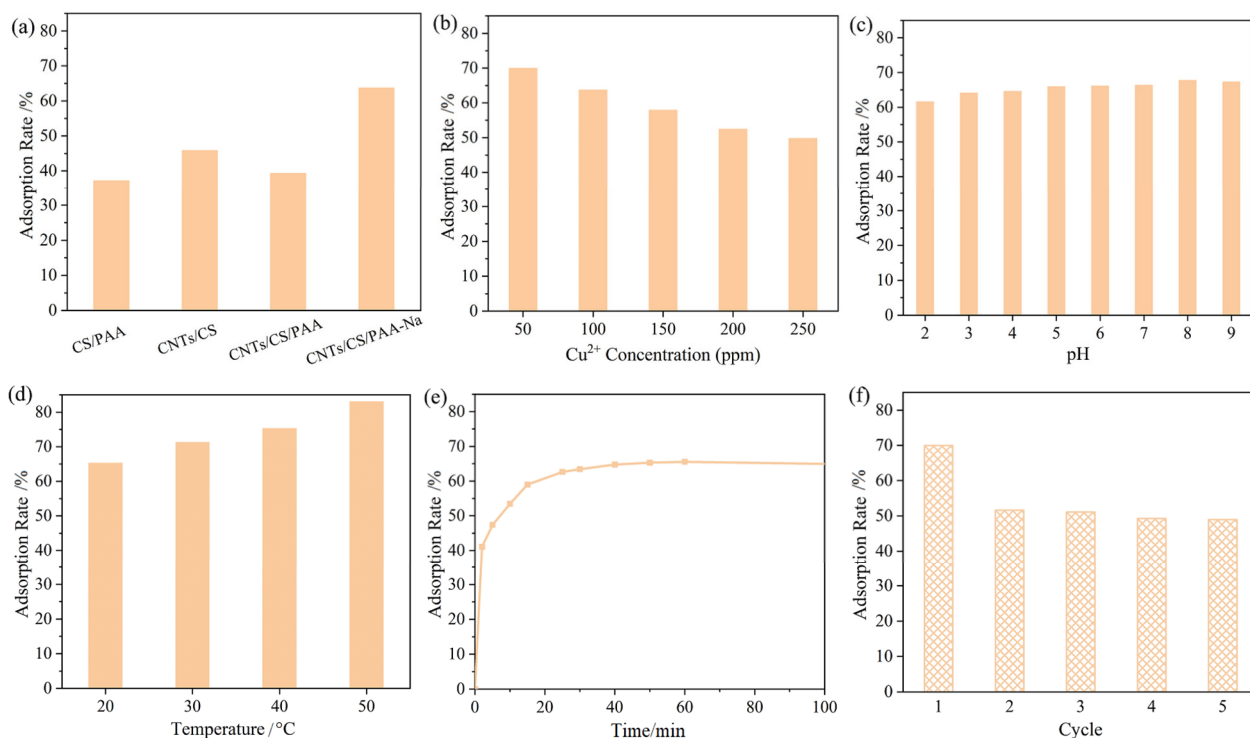 (a)
Adsorption Rate /%
80
70
60
50
40
30
20
10
0
CS/PAA
CNTs/CS
CNTs/CS/PAA
CNTs/CS/PAA-Na
(b)
Adsorption Rate /%
80
70
60
50
40
30
20
10
0
50 100 150 200 250
Cu²⁺ Concentration (ppm)
(c)
Adsorption Rate /%
80
70
60
50
40
30
20
10
0
2 3 4 5 6 7 8 9
pH
(d)
Adsorption Rate /%
80
70
60
50
40
30
20
10
0
20 30 40 50
Temperature /°C
(e)
Adsorption Rate /%
80
70
60
50
40
30
20
10
0
0 20 40 60 80 100
Time/min
(f)
Adsorption Rate /%
80
70
60
50
40
30
20
10
0
1 2 3 4 5
Cycle